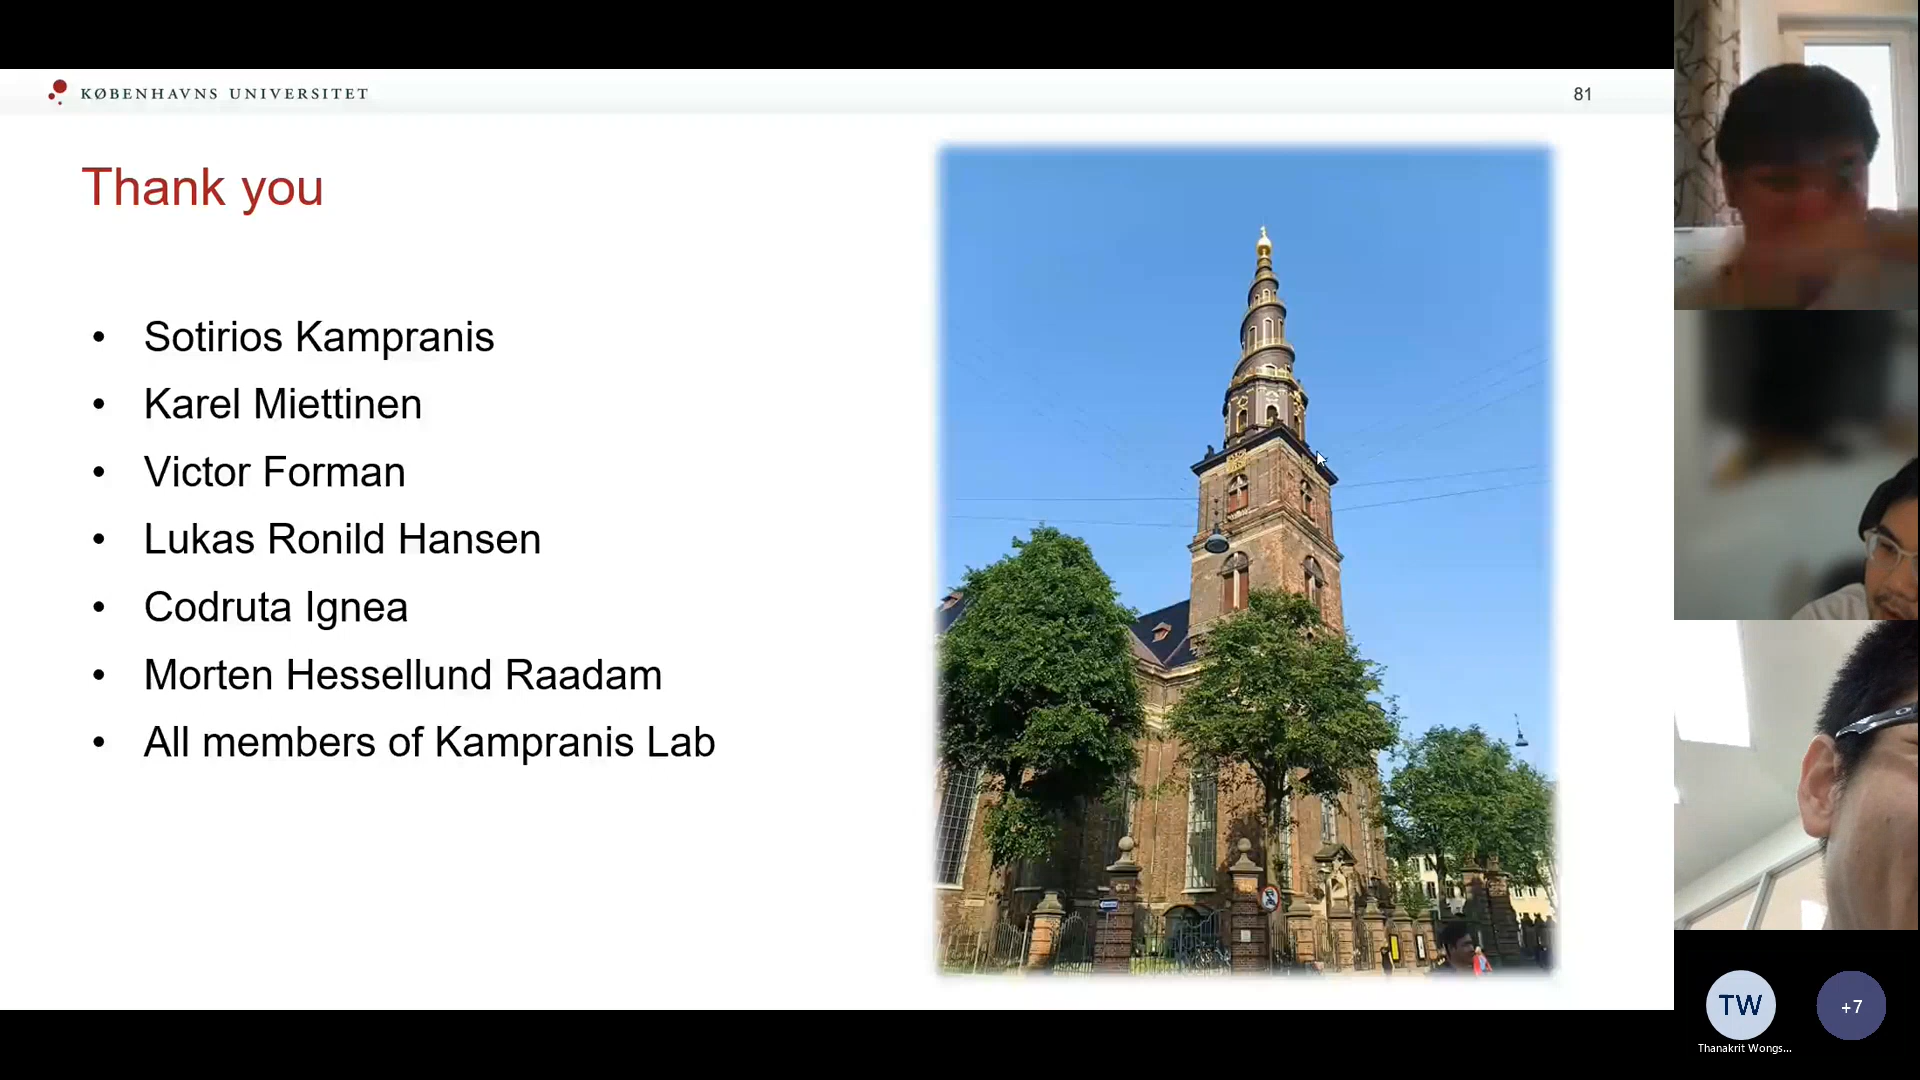 KØBENHAVNS UNIVERSITET
81
Thank you
• Sotirios Kampranis
• Karel Miettinen
• Victor Forman
• Lukas Ronild Hansen
• Codruta Ignea
• Morten Hessellund Raadam
• All members of Kampranis Lab
TW
+7
Thanakrit Wongs...